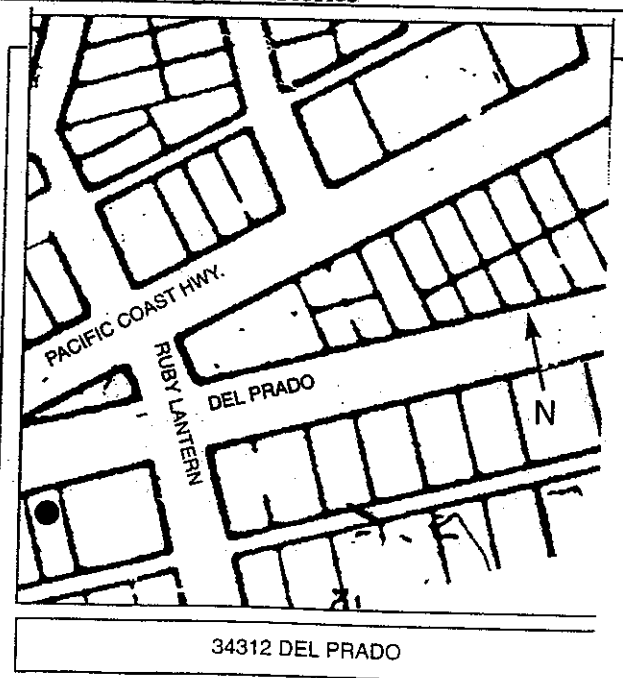 PACIFIC COAST HWY.
RUBY LANTERN
DEL PRADO
N
34312 DEL PRADO